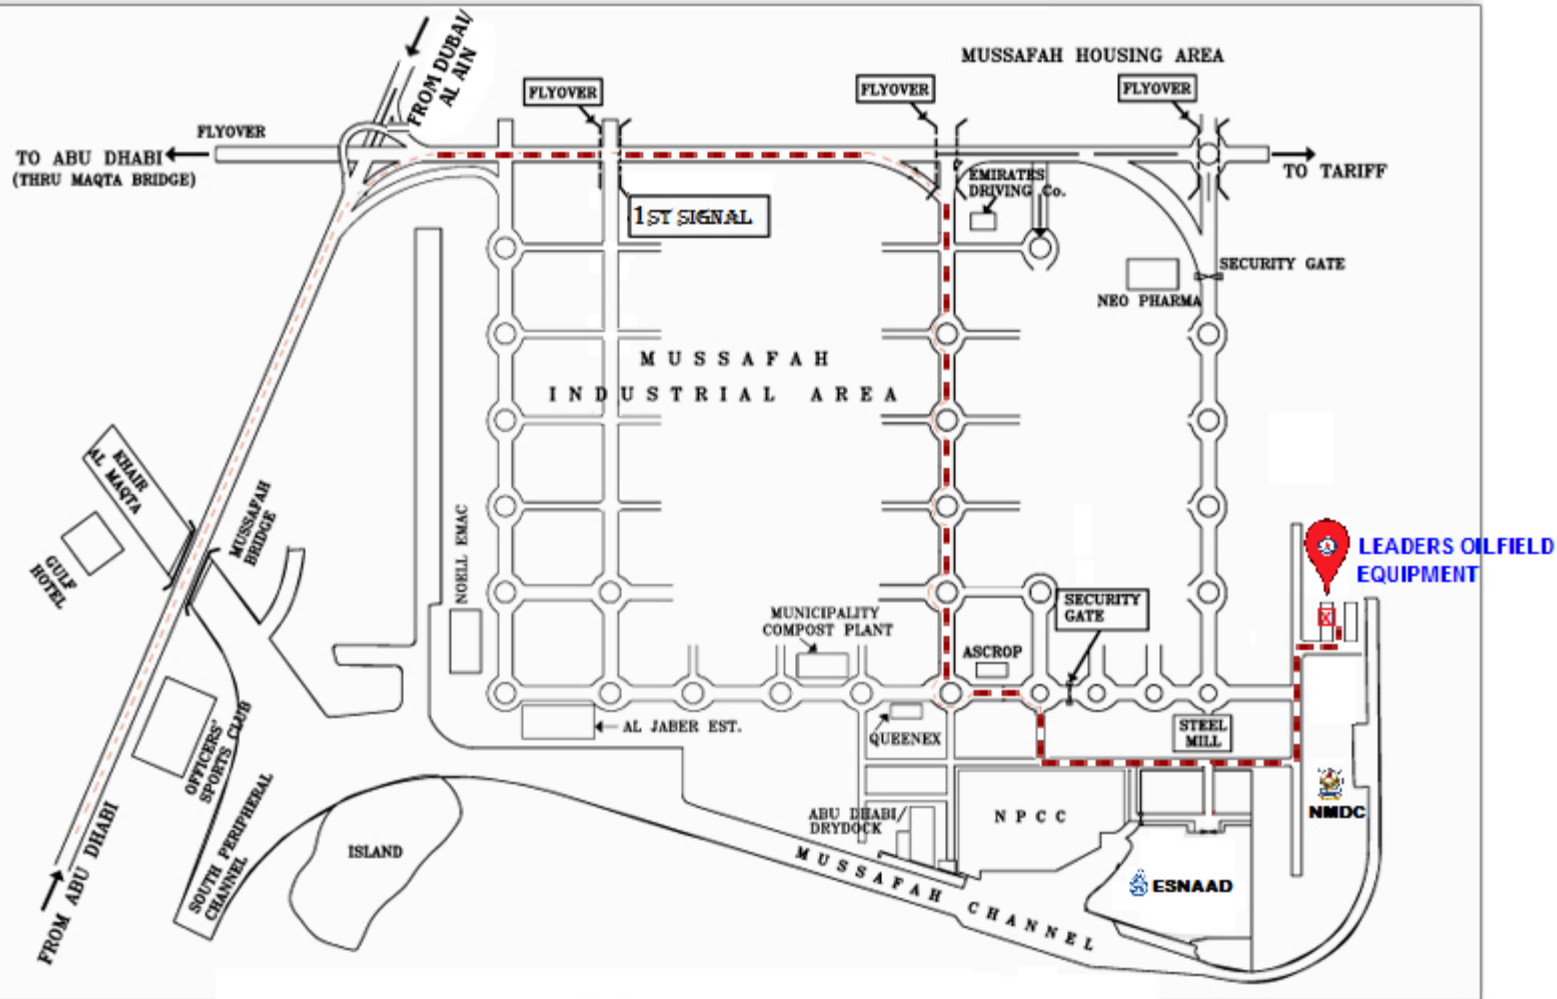 FROM DUBAI/
AL AIN
MUSSAFAH HOUSING AREA
FLYOVER
FLYOVER
FLYOVER
FLYOVER
TO ABU DHABI
(THRU MAQTA BRIDGE)
TO TARIFF
EMIRATES
DRIVING Co.
1ST SIGNAL
SECURITY GATE
NEO PHARMA
MUSSAFAH
INDUSTRIAL AREA
KHAIR
AL MAQTA
MUSSAFAH
BRIDGE
GULF
HOTEL
NOELL EMAC
LEADERS OILFIELD
EQUIPMENT
MUNICIPALITY
COMPOST PLANT
SECURITY
GATE
ASCROP
OFFICERS'
SPORTS CLUB
AL JABER EST.
QUEENEX
STEEL
MILL
SOUTH PERIPHERAL
CHANNEL
ABU DHABI/
DRYDOCK
NPCC
NMDC
ISLAND
MUSSAFAH CHANNEL
ESNAAD
FROM ABU DHABI